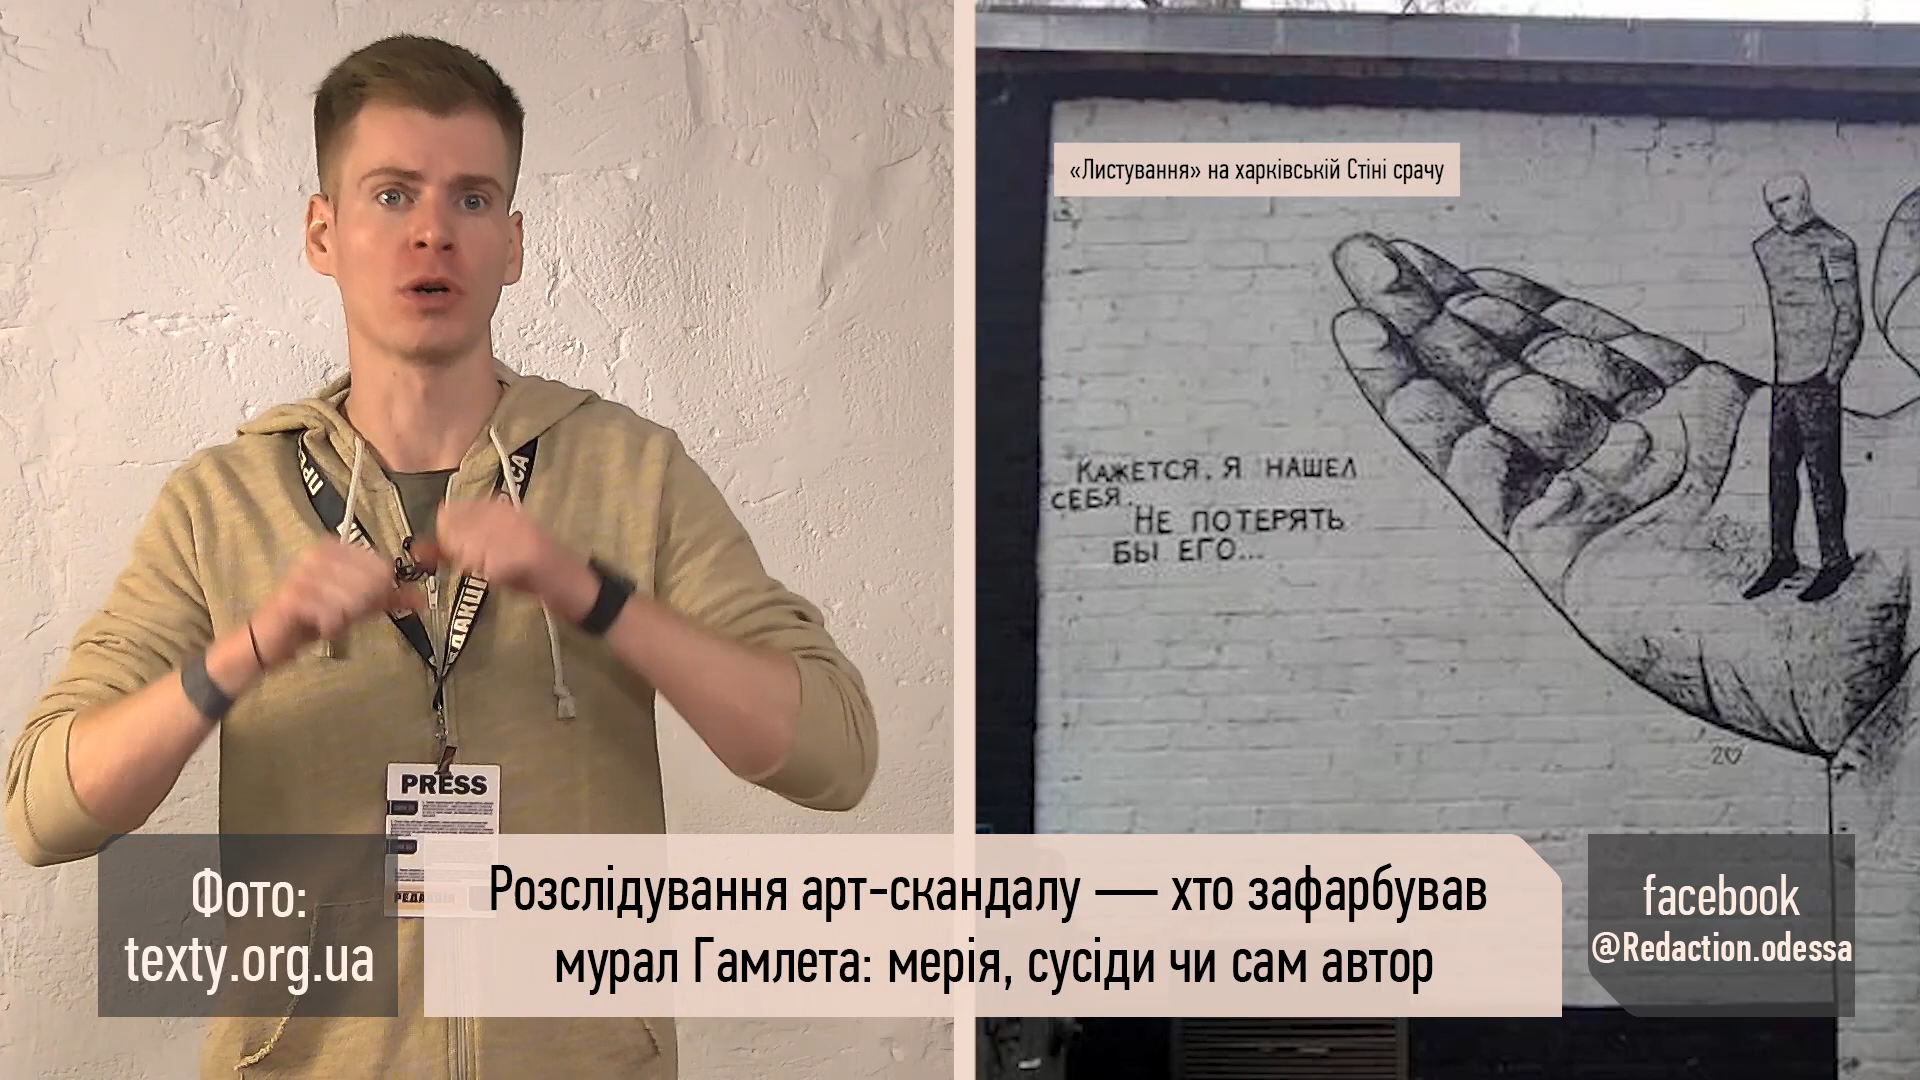 «Листування» на харківській Стіні срачу
Кажется, я нашел
себя.
Не потерять
бы его...
PRESS
РЕДАКЦІЯ
Фото:
texty.org.ua
Розслідування арт-скандалу — хто зафарбував
мурал Гамлета: мерія, сусіди чи сам автор
facebook
@Redaction.odessa